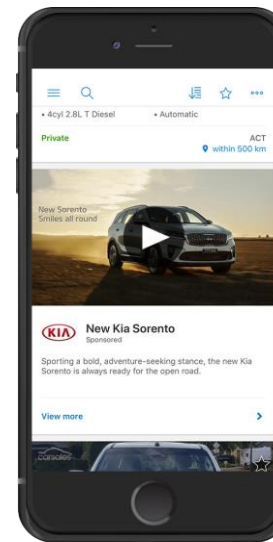 • 4cyl 2.8L T Diesel • Automatic
Private ACT
within 500 km
New Sorento
Smiles all round
KIA New Kia Sorento
Sponsored
Sporting a bold, adventure-seeking stance, the new Kia
Sorento is always ready for the open road.
View more
carsales